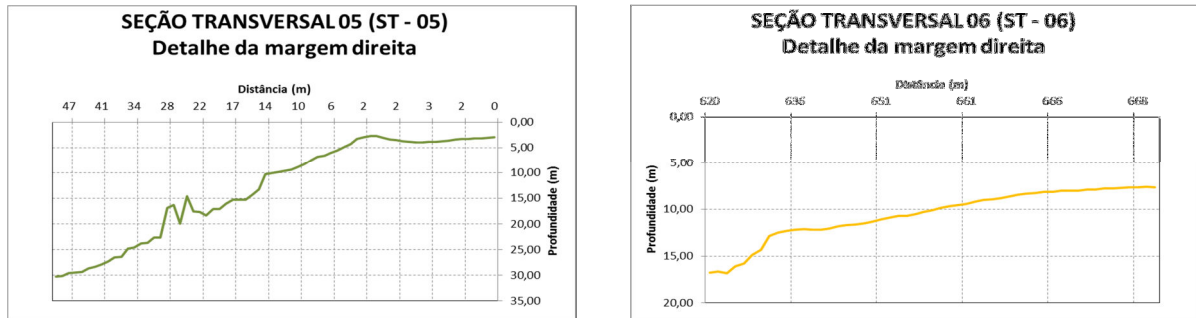 SEÇÃO TRANSVERSAL 05 (ST - 05)
Detalhe da margem direita
Distância (m)
47 41 34 28 22 17 14 10 6 2 2 3 2 0
0,00
5,00
10,00
15,00
20,00
25,00
30,00
35,00
Profundidade (m)
SEÇÃO TRANSVERSAL 06 (ST - 06)
Detalhe da margem direita
Distância (m)
620 635 651 661 665 668
0,00
5,00
10,00
15,00
20,00
Profundidade (m)